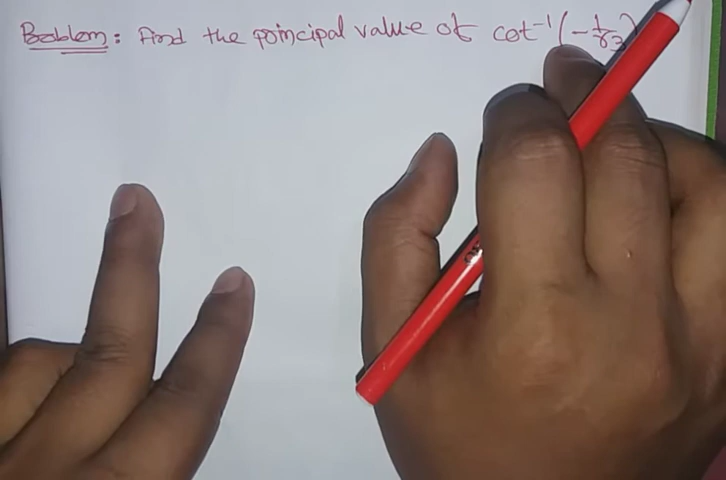 Problem: Find the principal value of cot⁻¹(-1/√3)